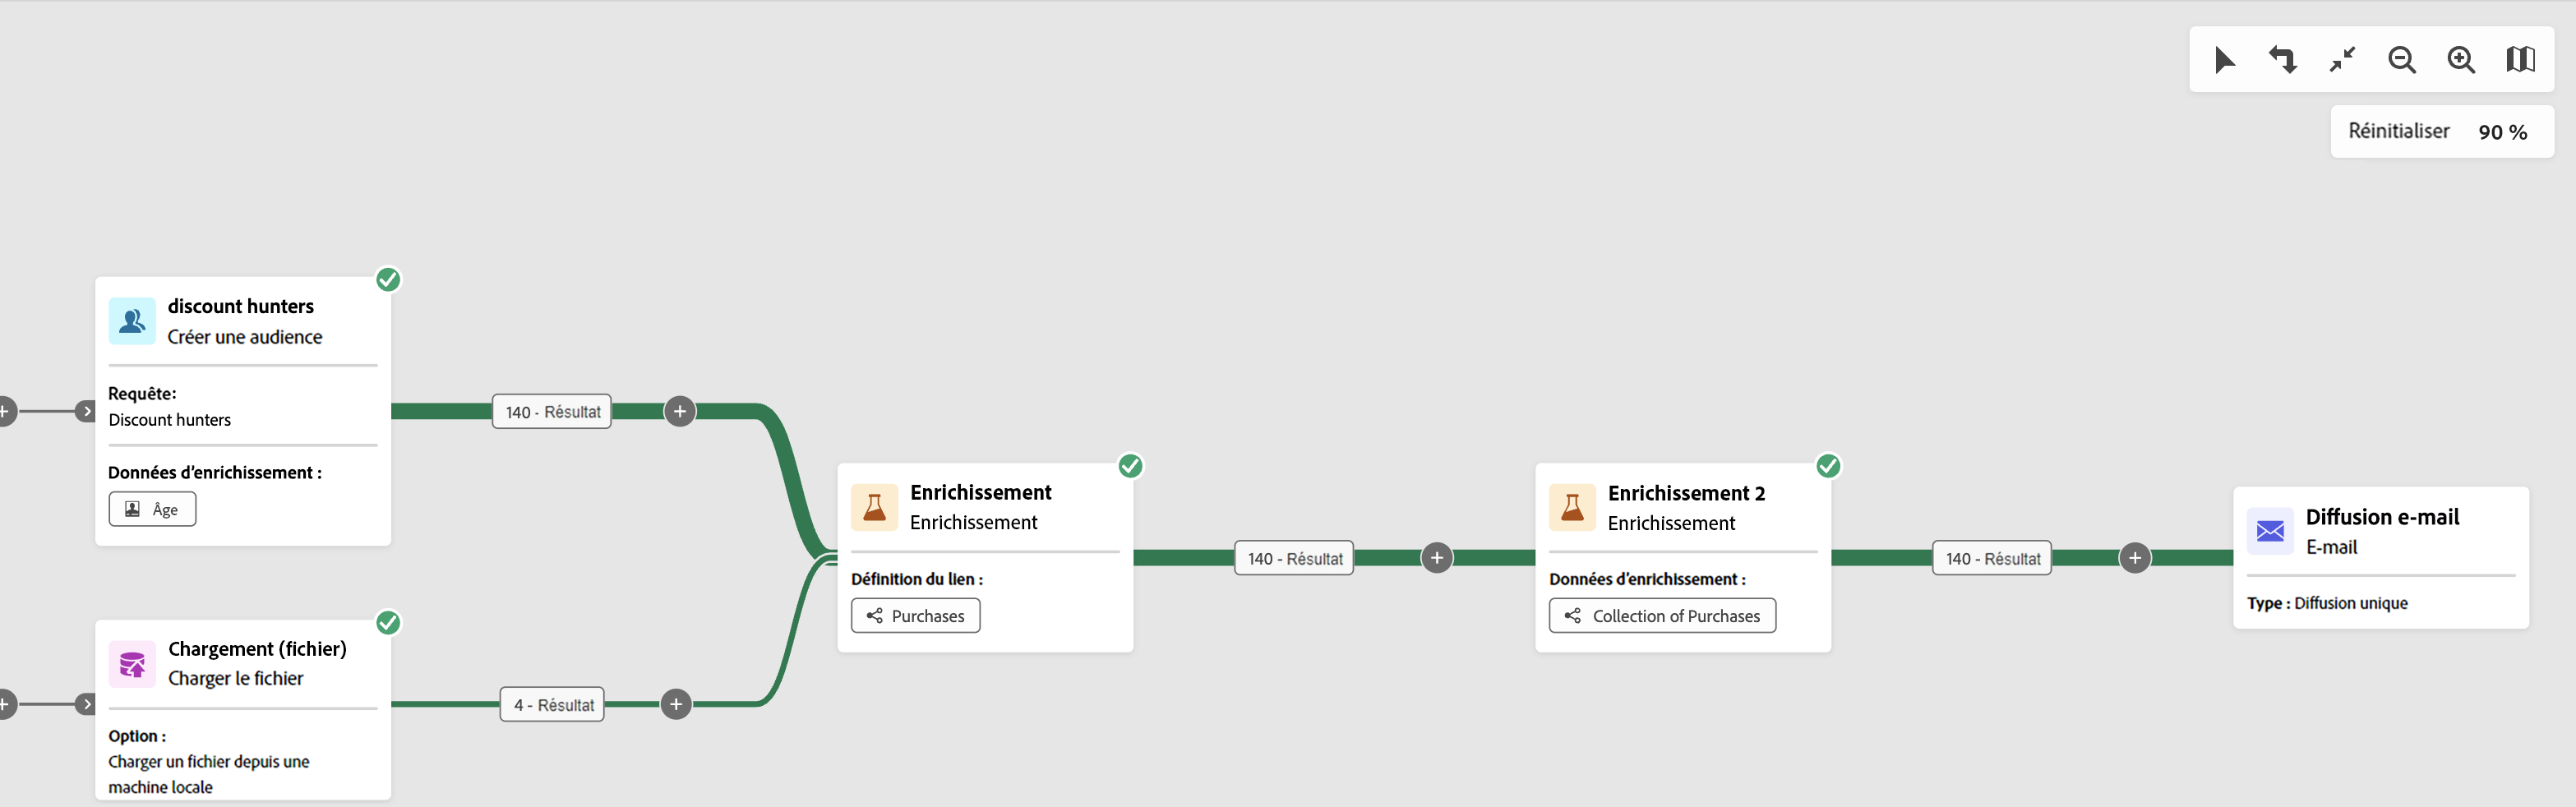 Réinitialiser 90 %
discount hunters
Créer une audience
Requête:
Discount hunters
Données d'enrichissement :
Âge
140 - Résultat
Chargement (fichier)
Charger le fichier
Option :
Charger un fichier depuis une
machine locale
4 - Résultat
Enrichissement
Enrichissement
Définition du lien :
Purchases
140 - Résultat
Enrichissement 2
Enrichissement
Données d'enrichissement :
Collection of Purchases
140 - Résultat
Diffusion e-mail
E-mail
Type : Diffusion unique